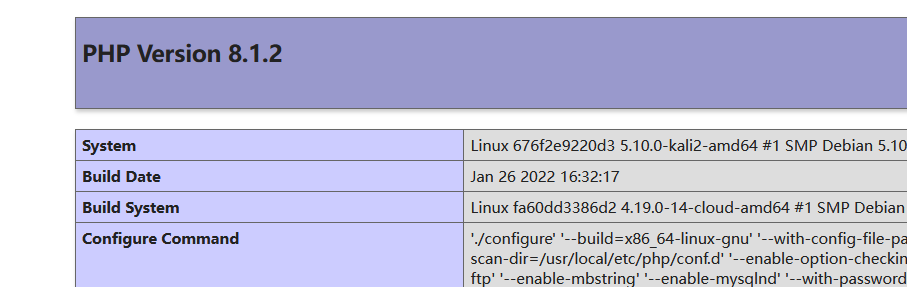 PHP Version 8.1.2
System Linux 676f2e9220d3 5.10.0-kali2-amd64 #1 SMP Debian 5.10
Build Date Jan 26 2022 16:32:17
Build System Linux fa60dd3386d2 4.19.0-14-cloud-amd64 #1 SMP Debian
Configure Command './configure' '--build=x86_64-linux-gnu' '--with-config-file-pa
scan-dir=/usr/local/etc/php/conf.d' '--enable-option-checkin
ftp' '--enable-mbstring' '--enable-mysqlnd' '--with-password